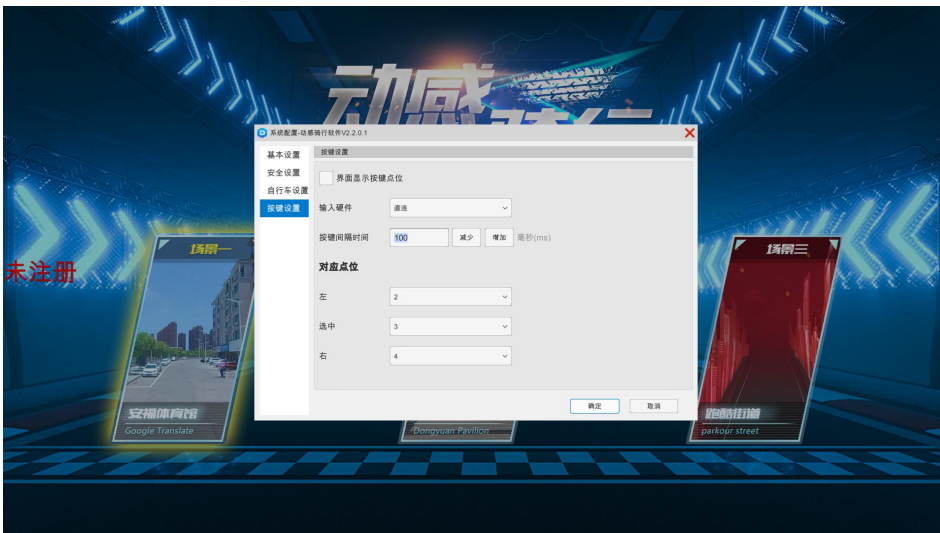 动感
系统配置-动感骑行软件V2.2.0.1
基本设置
安全设置
自行车设置
按键设置
按键设置
界面显示按键点位
输入硬件
直连
按键间隔时间
100
减少
增加
毫秒(ms)
对应点位
左
2
选中
3
右
4
确定
取消
未注册
场景一
安福体育馆
Google Translate
Dongyuan Pavilion
场景三
跑酷街道
parkour street